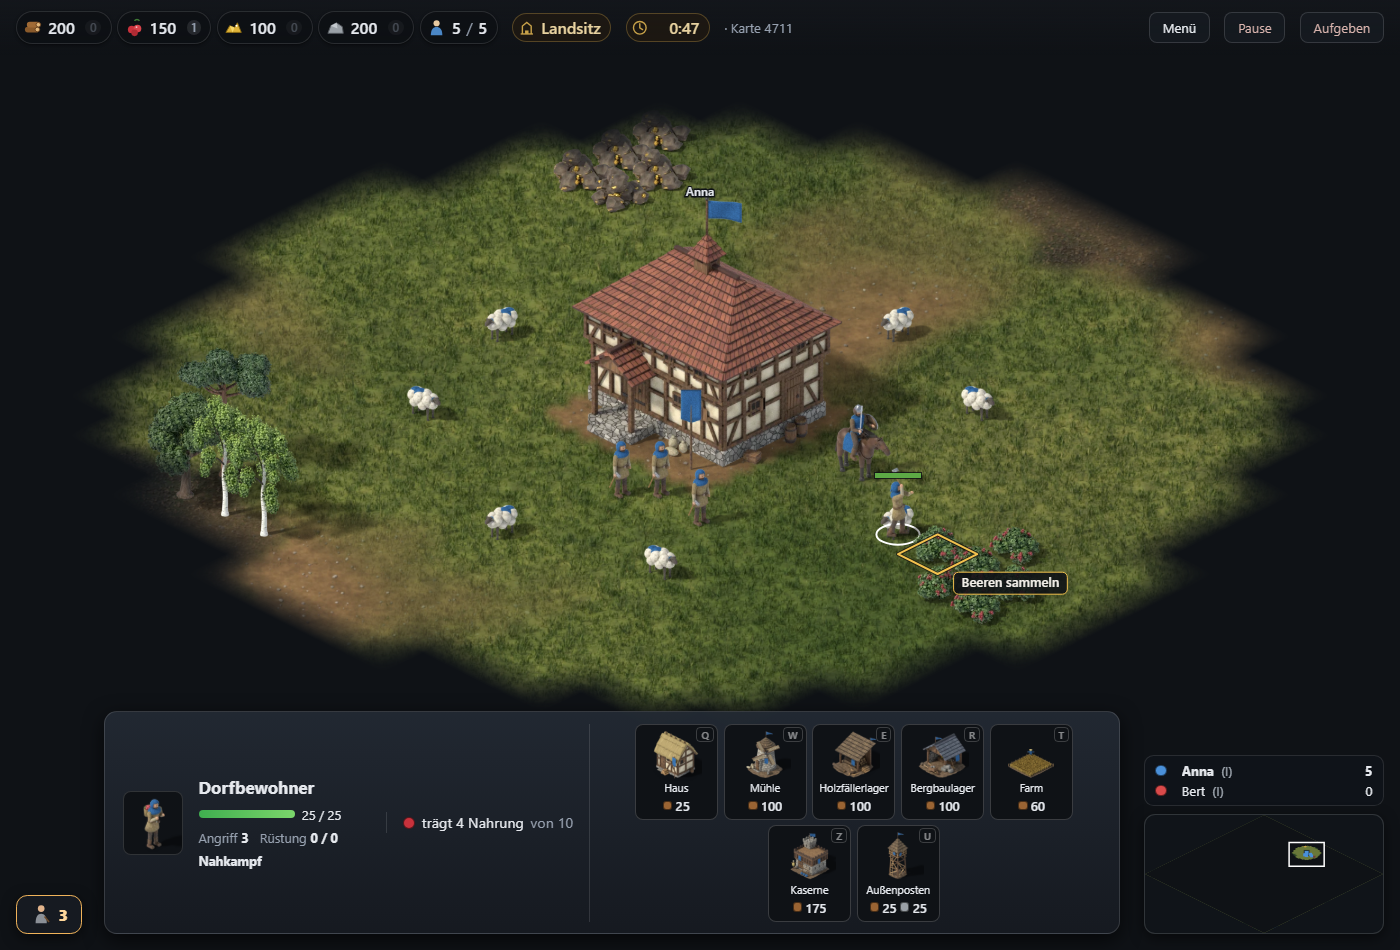 200 0 150 1 100 0 200 0 5 / 5 Landsitz 0:47 · Karte 4711 Menü Pause Aufgeben
Anna
Beeren sammeln
Dorfbewohner
25 / 25
Angriff 3 Rüstung 0 / 0
Nahkampf
trägt 4 Nahrung von 10
Q W E R T
Haus Mühle Holzfällerlager Bergbaulager Farm
25 100 100 100 60
Z U
Kaserne Außenposten
175 25 25
Anna (I) 5
Bert (I) 0
3